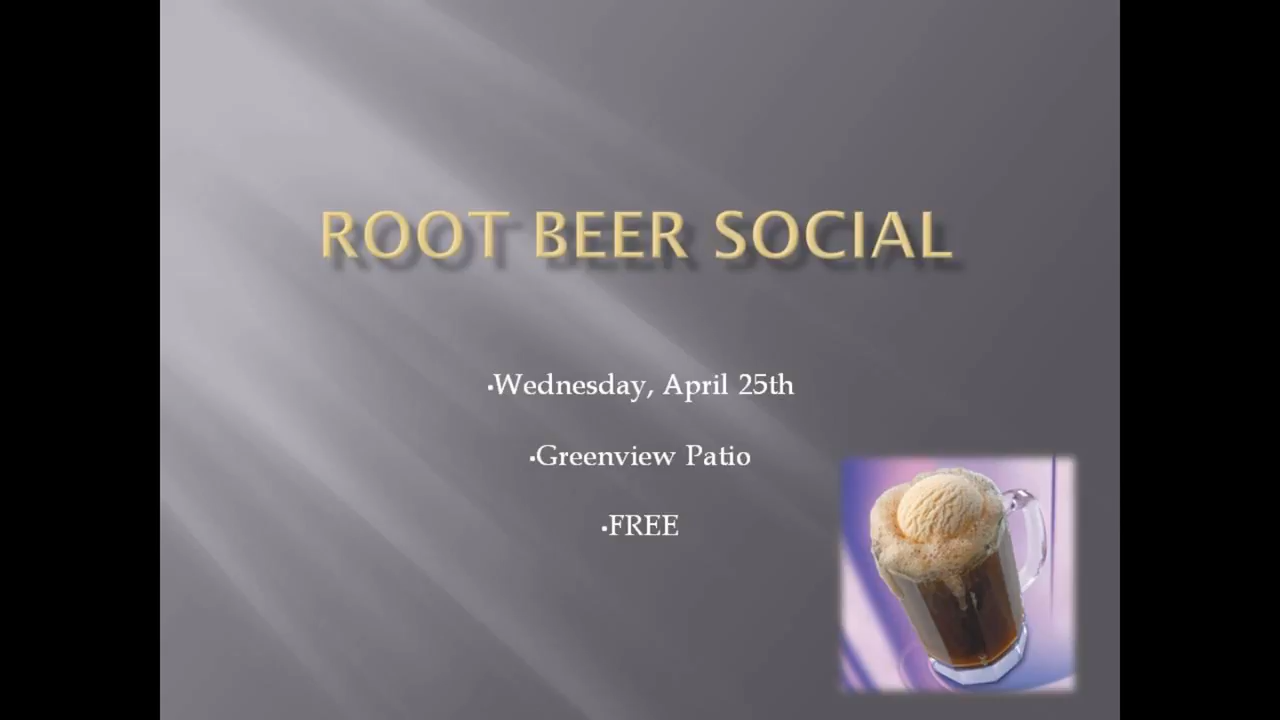 ROOT BEER SOCIAL
▪Wednesday, April 25th
▪Greenview Patio
▪FREE